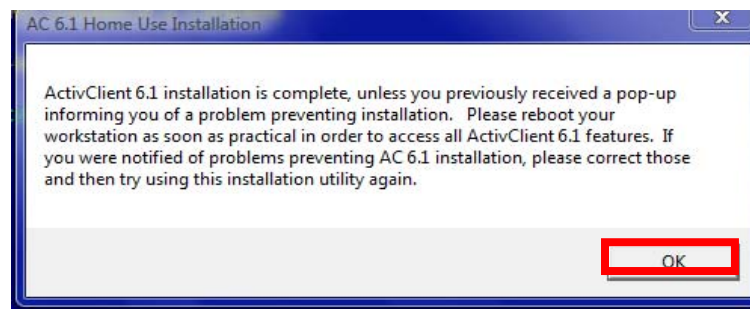 AC 6.1 Home Use Installation
ActivClient 6.1 installation is complete, unless you previously received a pop-up
informing you of a problem preventing installation. Please reboot your
workstation as soon as practical in order to access all ActivClient 6.1 features. If
you were notified of problems preventing AC 6.1 installation, please correct those
and then try using this installation utility again.
OK